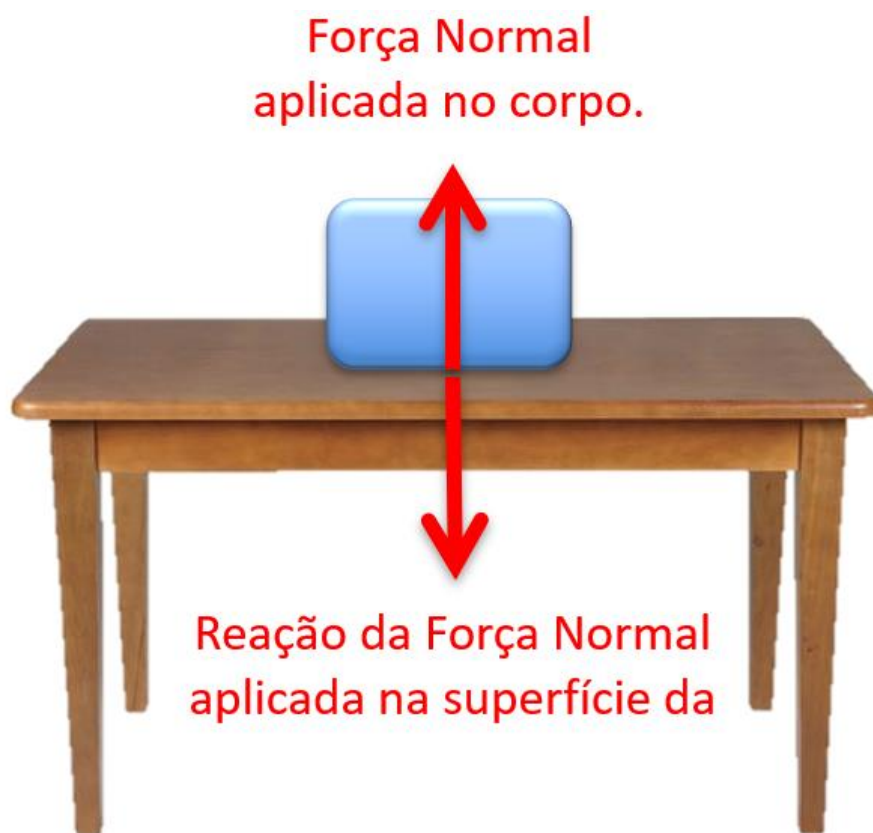 Força Normal
aplicada no corpo.
Reação da Força Normal
aplicada na superfície da